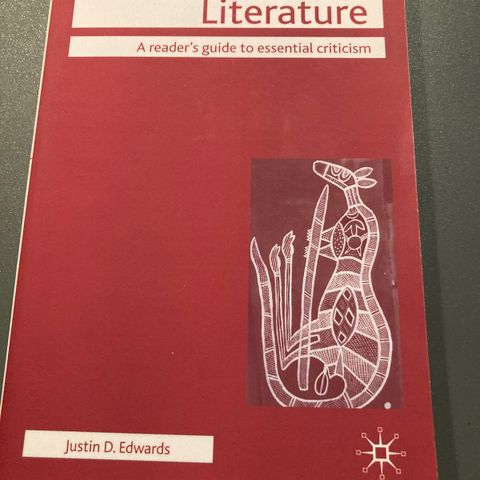 Literature
A reader's guide to essential criticism
Justin D. Edwards